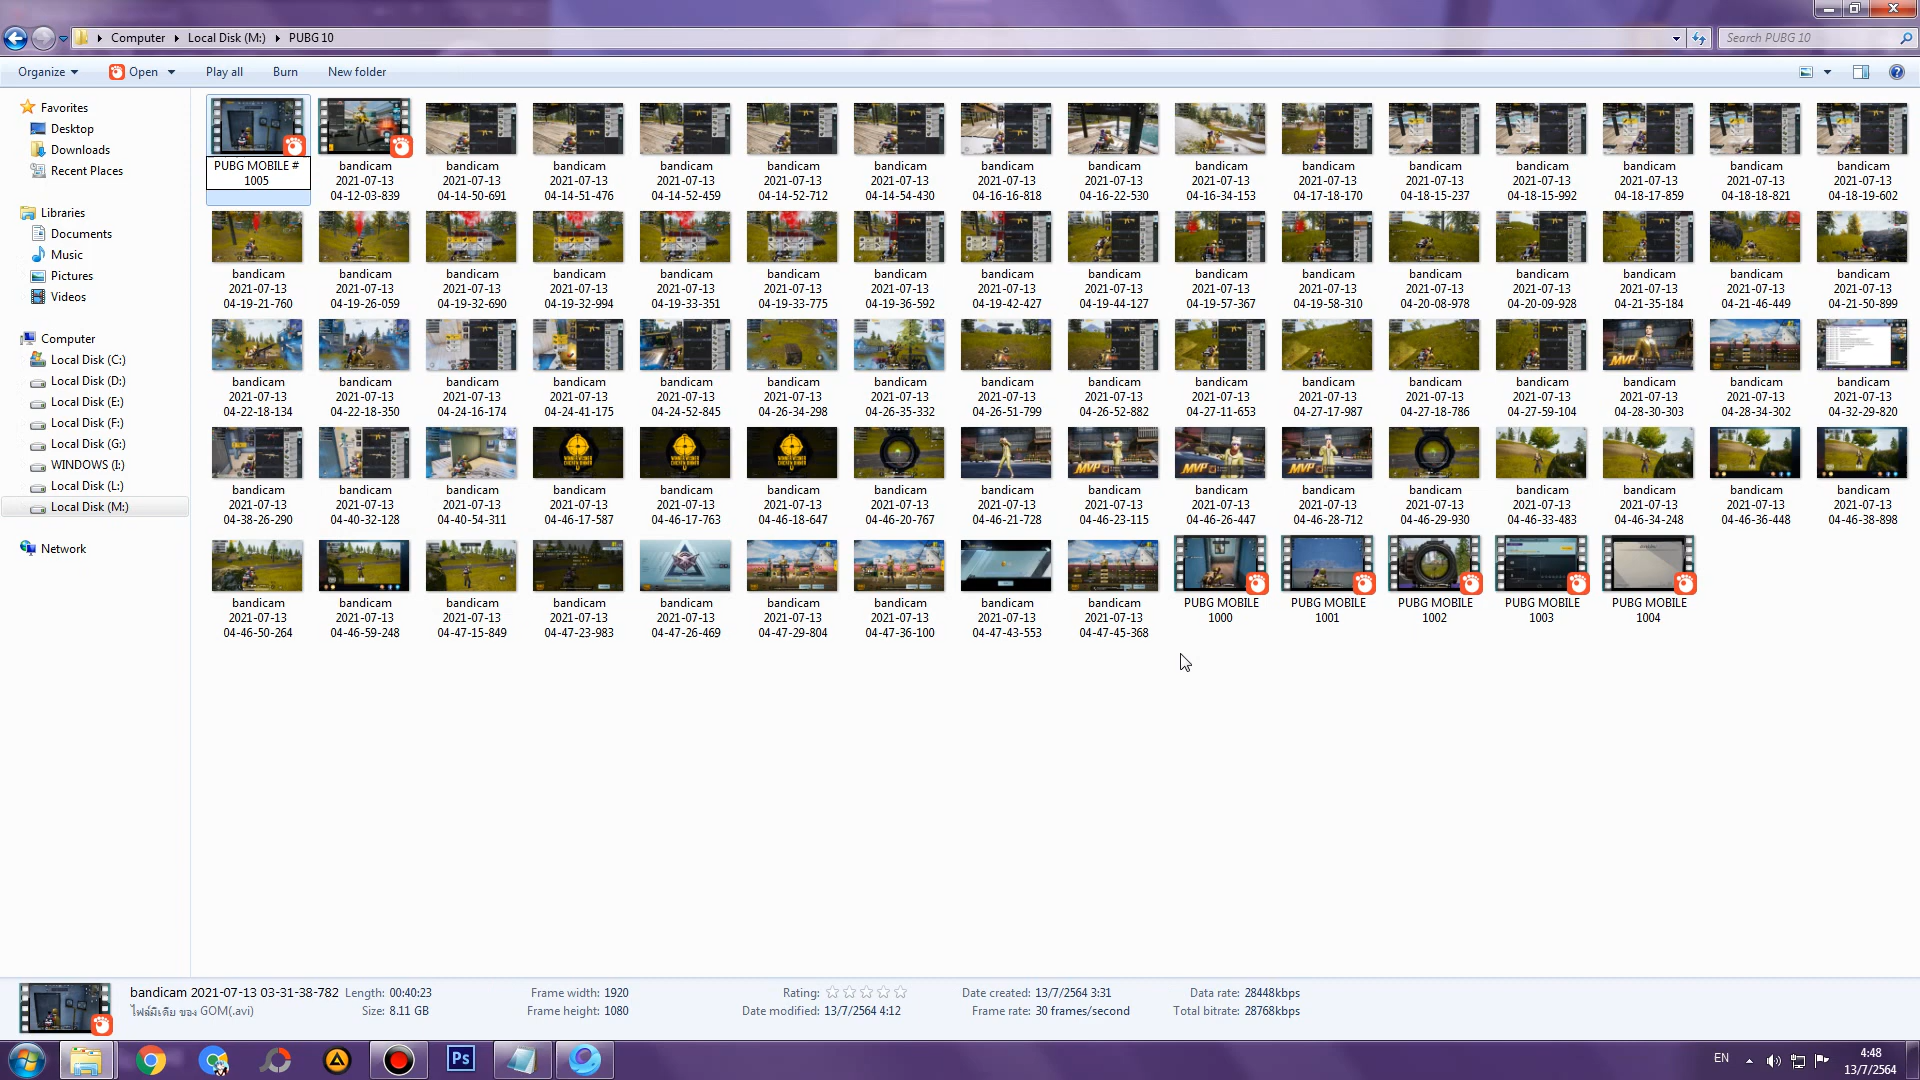 Computer Local Disk (M:) PUBG 10
Search PUBG 10
Organize Open Play all Burn New folder
Favorites
Desktop
Downloads
Recent Places
Libraries
Documents
Music
Pictures
Videos
Computer
Local Disk (C:)
Local Disk (D:)
Local Disk (E:)
Local Disk (F:)
Local Disk (G:)
WINDOWS (I:)
Local Disk (L:)
Local Disk (M:)
Network
PUBG MOBILE # bandicam bandicam bandicam bandicam bandicam bandicam bandicam bandicam bandicam bandicam bandicam bandicam bandicam bandicam bandicam
1005 2021-07-13 2021-07-13 2021-07-13 2021-07-13 2021-07-13 2021-07-13 2021-07-13 2021-07-13 2021-07-13 2021-07-13 2021-07-13 2021-07-13 2021-07-13 2021-07-13 2021-07-13
04-12-03-839 04-14-50-691 04-14-51-476 04-14-52-459 04-14-52-712 04-14-54-430 04-16-16-818 04-16-22-530 04-16-34-153 04-17-18-170 04-18-15-237 04-18-15-992 04-18-17-859 04-18-18-821 04-18-19-602
bandicam bandicam bandicam bandicam bandicam bandicam bandicam bandicam bandicam bandicam bandicam bandicam bandicam bandicam bandicam bandicam
2021-07-13 2021-07-13 2021-07-13 2021-07-13 2021-07-13 2021-07-13 2021-07-13 2021-07-13 2021-07-13 2021-07-13 2021-07-13 2021-07-13 2021-07-13 2021-07-13 2021-07-13 2021-07-13
04-19-21-760 04-19-26-059 04-19-32-690 04-19-32-994 04-19-33-351 04-19-33-775 04-19-36-592 04-19-42-427 04-19-44-127 04-19-57-367 04-19-58-310 04-20-08-978 04-20-09-928 04-21-35-184 04-21-46-449 04-21-50-899
MVP
bandicam bandicam bandicam bandicam bandicam bandicam bandicam bandicam bandicam bandicam bandicam bandicam bandicam bandicam bandicam bandicam
2021-07-13 2021-07-13 2021-07-13 2021-07-13 2021-07-13 2021-07-13 2021-07-13 2021-07-13 2021-07-13 2021-07-13 2021-07-13 2021-07-13 2021-07-13 2021-07-13 2021-07-13 2021-07-13
04-22-18-134 04-22-18-350 04-24-16-174 04-24-41-175 04-24-52-845 04-26-34-298 04-26-35-332 04-26-51-799 04-26-52-882 04-27-11-653 04-27-17-987 04-27-18-786 04-27-59-104 04-28-30-303 04-28-34-302 04-32-29-820
MVP MVP MVP
bandicam bandicam bandicam bandicam bandicam bandicam bandicam bandicam bandicam bandicam bandicam bandicam bandicam bandicam bandicam bandicam
2021-07-13 2021-07-13 2021-07-13 2021-07-13 2021-07-13 2021-07-13 2021-07-13 2021-07-13 2021-07-13 2021-07-13 2021-07-13 2021-07-13 2021-07-13 2021-07-13 2021-07-13 2021-07-13
04-38-26-290 04-40-32-128 04-40-54-311 04-46-17-587 04-46-17-763 04-46-18-647 04-46-20-767 04-46-21-728 04-46-23-115 04-46-26-447 04-46-28-712 04-46-29-930 04-46-33-483 04-46-34-248 04-46-36-448 04-46-38-898
bandicam bandicam bandicam bandicam bandicam bandicam bandicam bandicam bandicam PUBG MOBILE PUBG MOBILE PUBG MOBILE PUBG MOBILE PUBG MOBILE
2021-07-13 2021-07-13 2021-07-13 2021-07-13 2021-07-13 2021-07-13 2021-07-13 2021-07-13 2021-07-13 1000 1001 1002 1003 1004
04-46-50-264 04-46-59-248 04-47-15-849 04-47-23-983 04-47-26-469 04-47-29-804 04-47-36-100 04-47-43-553 04-47-45-368
bandicam 2021-07-13 03-31-38-782 Length: 00:40:23 Frame width: 1920 Rating: Date created: 13/7/2564 3:31 Data rate: 28448kbps
ไฟล์มีเดีย ของ GOM(.avi) Size: 8.11 GB Frame height: 1080 Date modified: 13/7/2564 4:12 Frame rate: 30 frames/second Total bitrate: 28768kbps
Ps
EN
4:48
13/7/2564